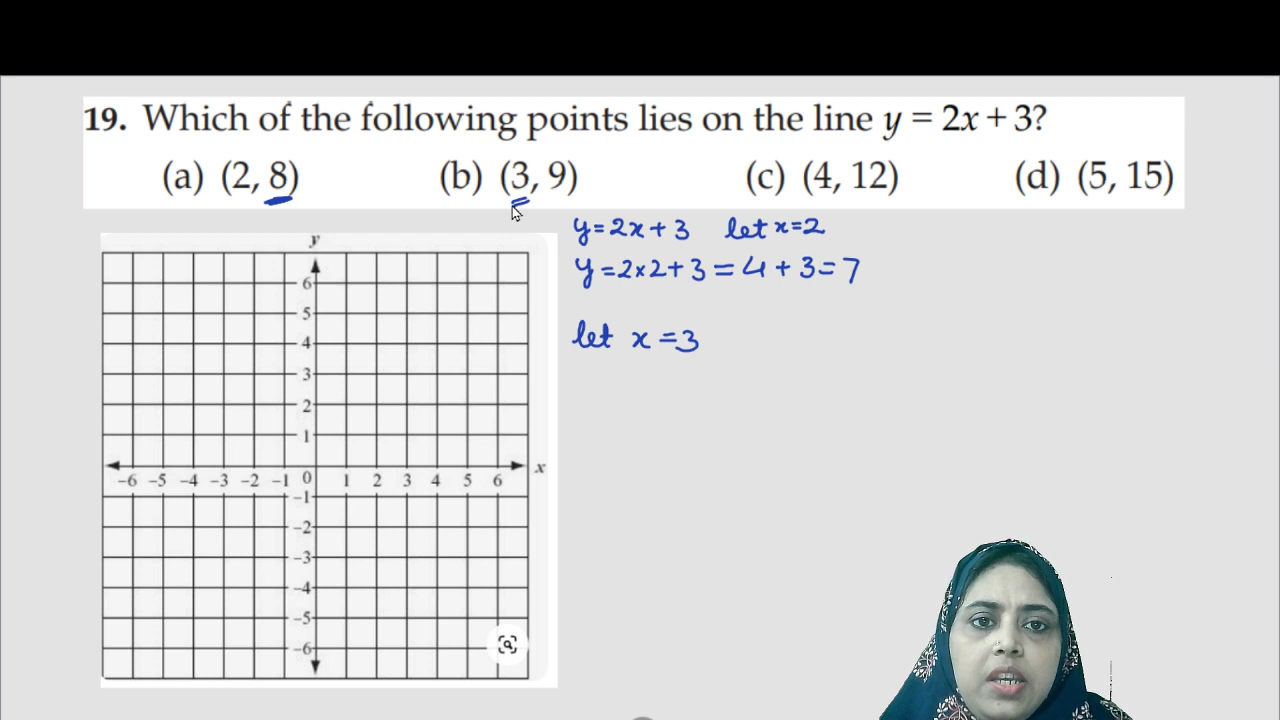 19. Which of the following points lies on the line y = 2x + 3?
(a) (2, 8) (b) (3, 9) (c) (4, 12) (d) (5, 15)
y = 2x + 3 let x = 2
y = 2×2 + 3 = 4 + 3 = 7
let x = 3
y
6
5
4
3
2
1
-6 -5 -4 -3 -2 -1 0 1 2 3 4 5 6 x
-1
-2
-3
-4
-5
-6